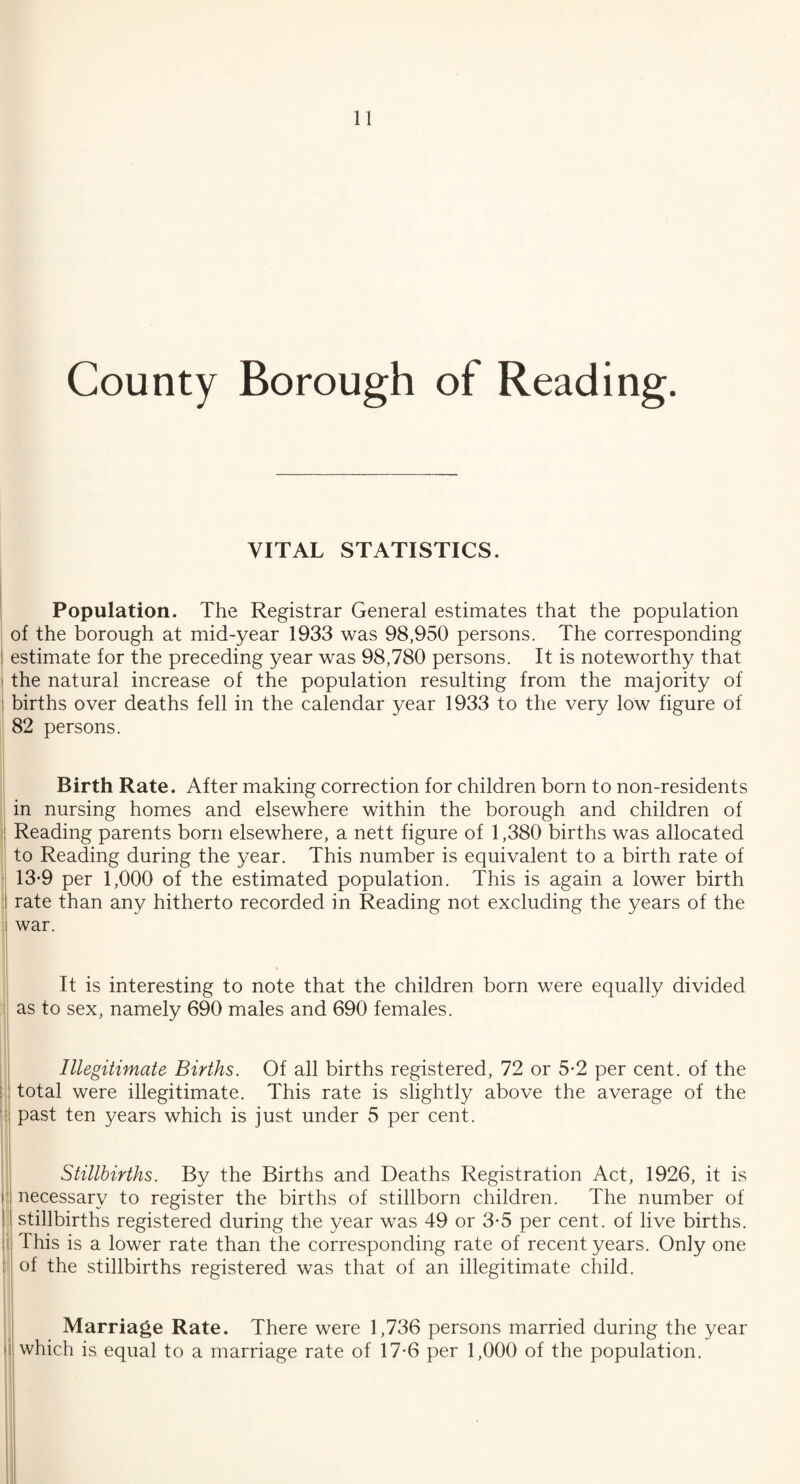 11
County Borough of Reading.
VITAL STATISTICS.
Population. The Registrar General estimates that the population
of the borough at mid-year 1933 was 98,950 persons. The corresponding
estimate for the preceding year was 98,780 persons. It is noteworthy that
the natural increase of the population resulting from the majority of
births over deaths fell in the calendar year 1933 to the very low figure of
82 persons.
Birth Rate. After making correction for children born to non-residents
in nursing homes and elsewhere within the borough and children of
Reading parents born elsewhere, a nett figure of 1,380 births was allocated
to Reading during the year. This number is equivalent to a birth rate of
13·9 per 1,000 of the estimated population. This is again a lower birth
rate than any hitherto recorded in Reading not excluding the years of the
war.
It is interesting to note that the children born were equally divided
as to sex, namely 690 males and 690 females.
Illegitimate Births. Of all births registered, 72 or 5·2 per cent. of the
total were illegitimate. This rate is slightly above the average of the
past ten years which is just under 5 per cent.
Stillbirths. By the Births and Deaths Registration Act, 1926, it is
necessary to register the births of stillborn children. The number of
stillbirths registered during the year was 49 or 3·5 per cent. of live births.
This is a lower rate than the corresponding rate of recent years. Only one
of the stillbirths registered was that of an illegitimate child.
Marriage Rate. There were 1,736 persons married during the year
which is equal to a marriage rate of 17·6 per 1,000 of the population.